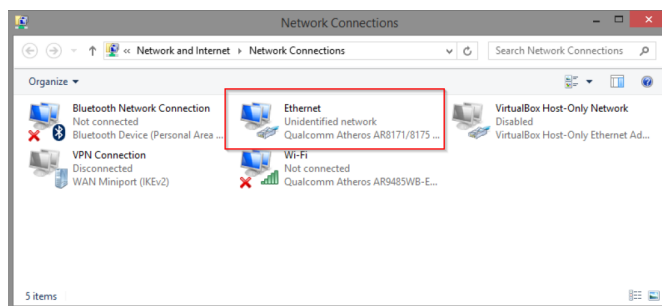 Network Connections
« Network and Internet ▸ Network Connections
Search Network Connections
Organize
Bluetooth Network Connection
Not connected
Bluetooth Device (Personal Area ...
Ethernet
Unidentified network
Qualcomm Atheros AR8171/8175 ...
VirtualBox Host-Only Network
Disabled
VirtualBox Host-Only Ethernet Ad...
VPN Connection
Disconnected
WAN Miniport (IKEv2)
Wi-Fi
Not connected
Qualcomm Atheros AR9485WB-E...
5 items